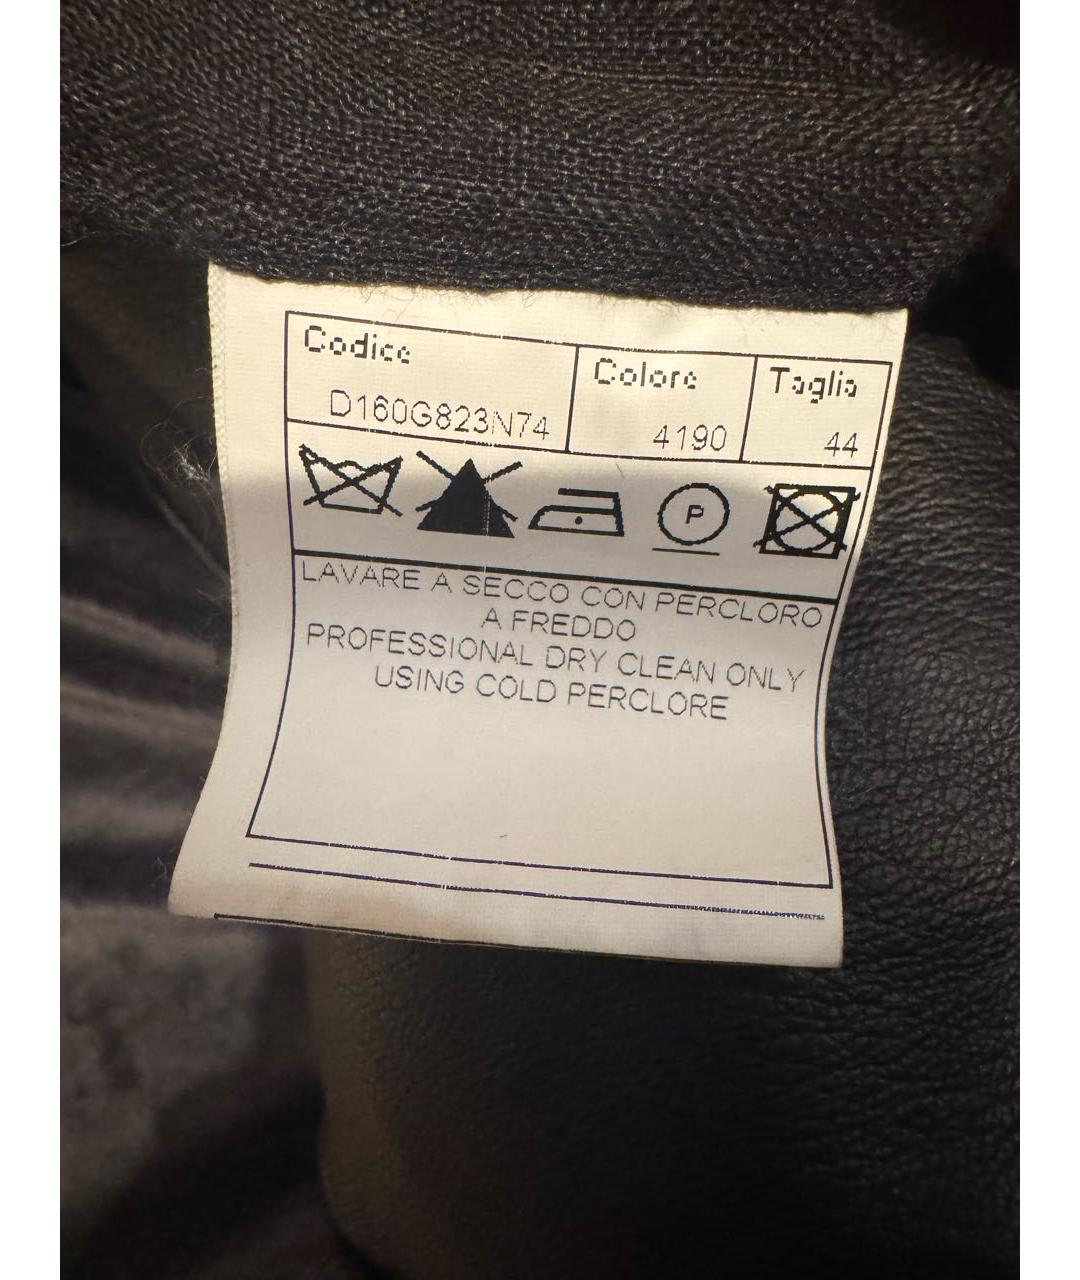 Codice Colore Taglia
D160G823N74 4190 44
P
LAVARE A SECCO CON PERCLORO
A FREDDO
PROFESSIONAL DRY CLEAN ONLY
USING COLD PERCLORE